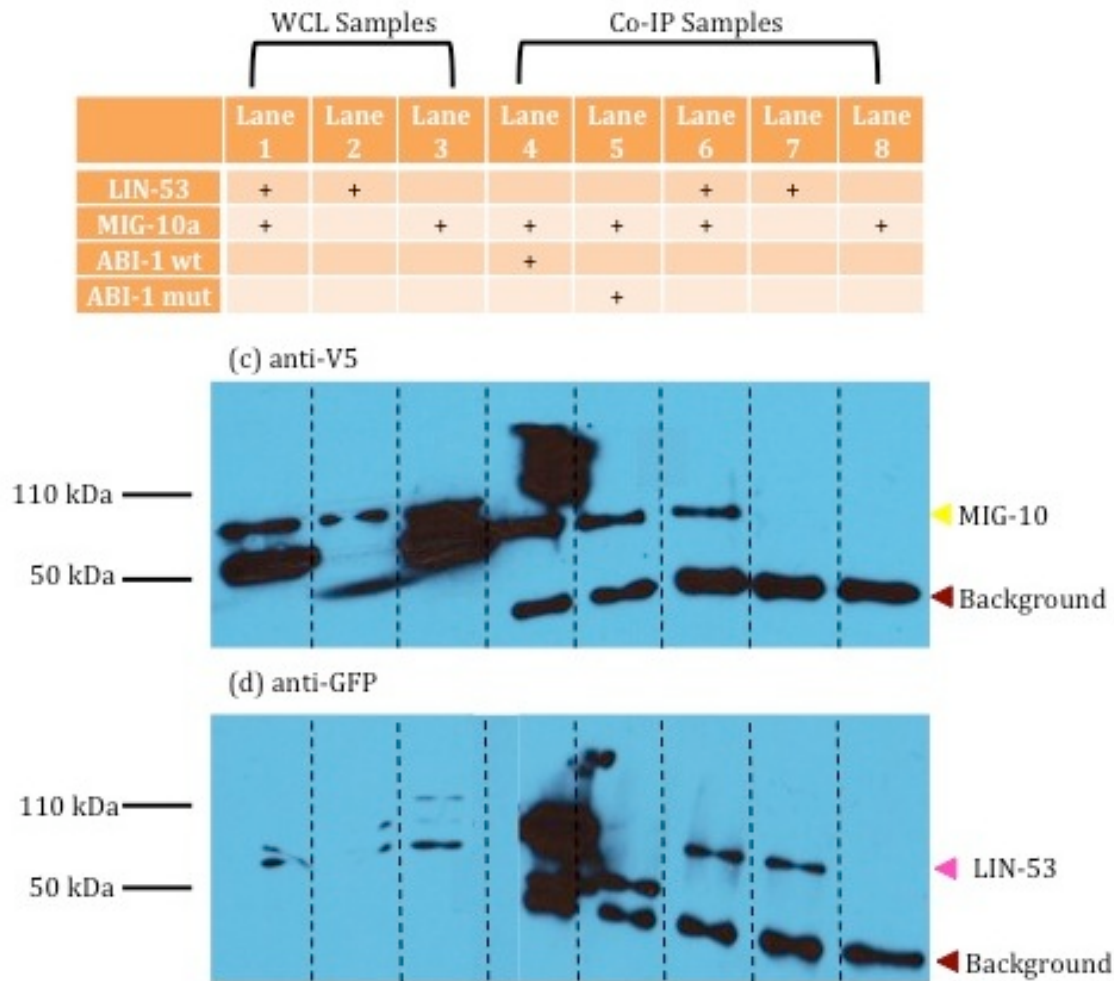 WCL Samples Co-IP Samples
Lane 1 Lane 2 Lane 3 Lane 4 Lane 5 Lane 6 Lane 7 Lane 8
LIN-53 + + + +
MIG-10a + + + + + +
ABI-1 wt +
ABI-1 mut +
(c) anti-V5
110 kDa
MIG-10
50 kDa
Background
(d) anti-GFP
110 kDa
LIN-53
50 kDa
Background